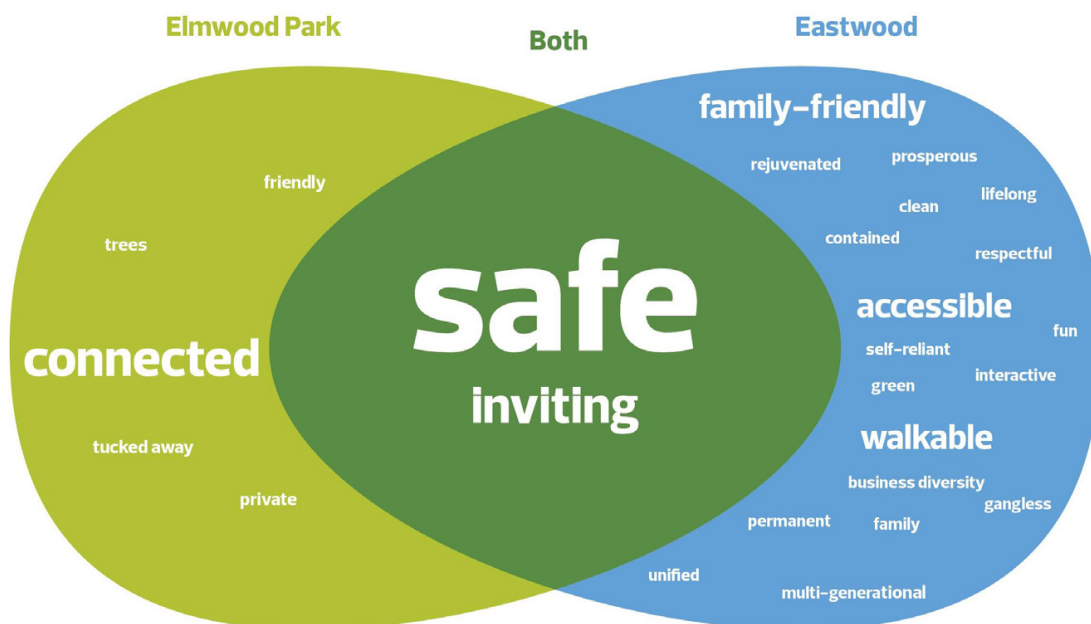 Elmwood Park
Both
Eastwood
friendly
trees
connected
tucked away
private
safe
inviting
family-friendly
rejuvenated
prosperous
lifelong
clean
contained
respectful
accessible
fun
self-reliant
interactive
green
walkable
business diversity
gangless
permanent
family
unified
multi-generational